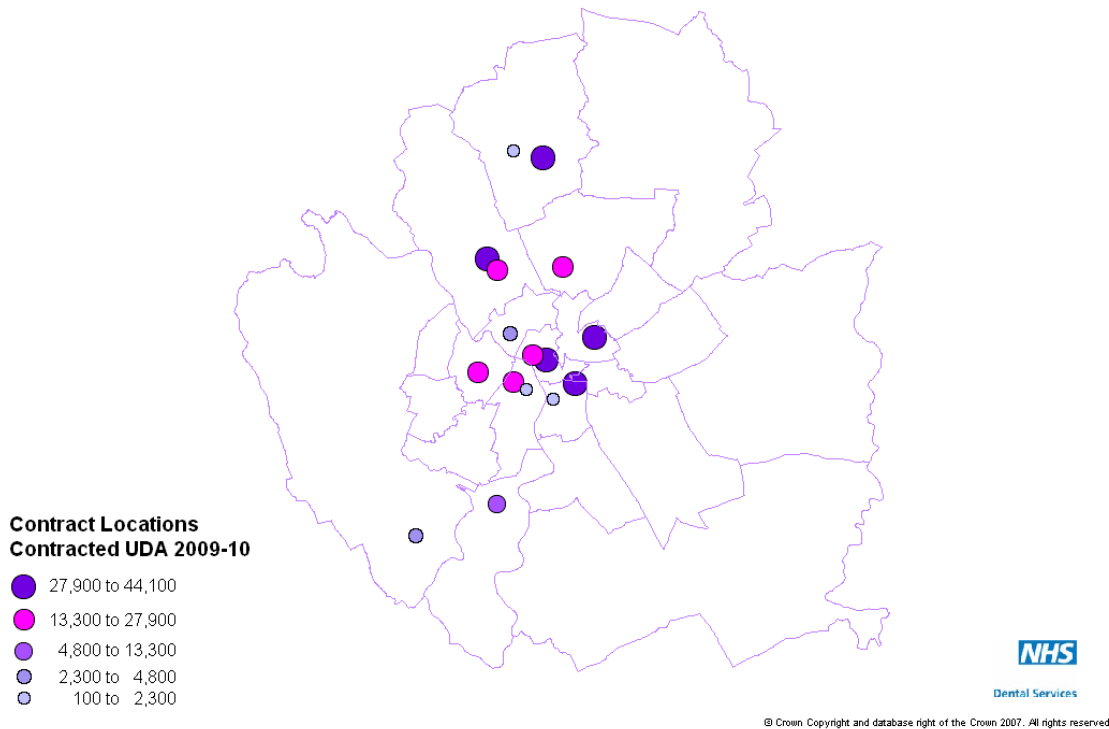 Contract Locations
Contracted UDA 2009-10
27,900 to 44,100
13,300 to 27,900
4,800 to 13,300
2,300 to 4,800
100 to 2,300
NHS
Dental Services
© Crown Copyright and database right of the Crown 2007. All rights reserved